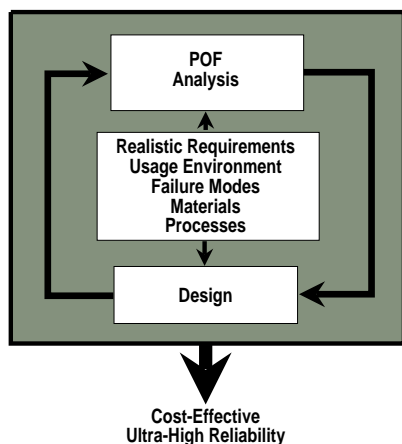 POF
Analysis
Realistic Requirements
Usage Environment
Failure Modes
Materials
Processes
Design
Cost-Effective
Ultra-High Reliability